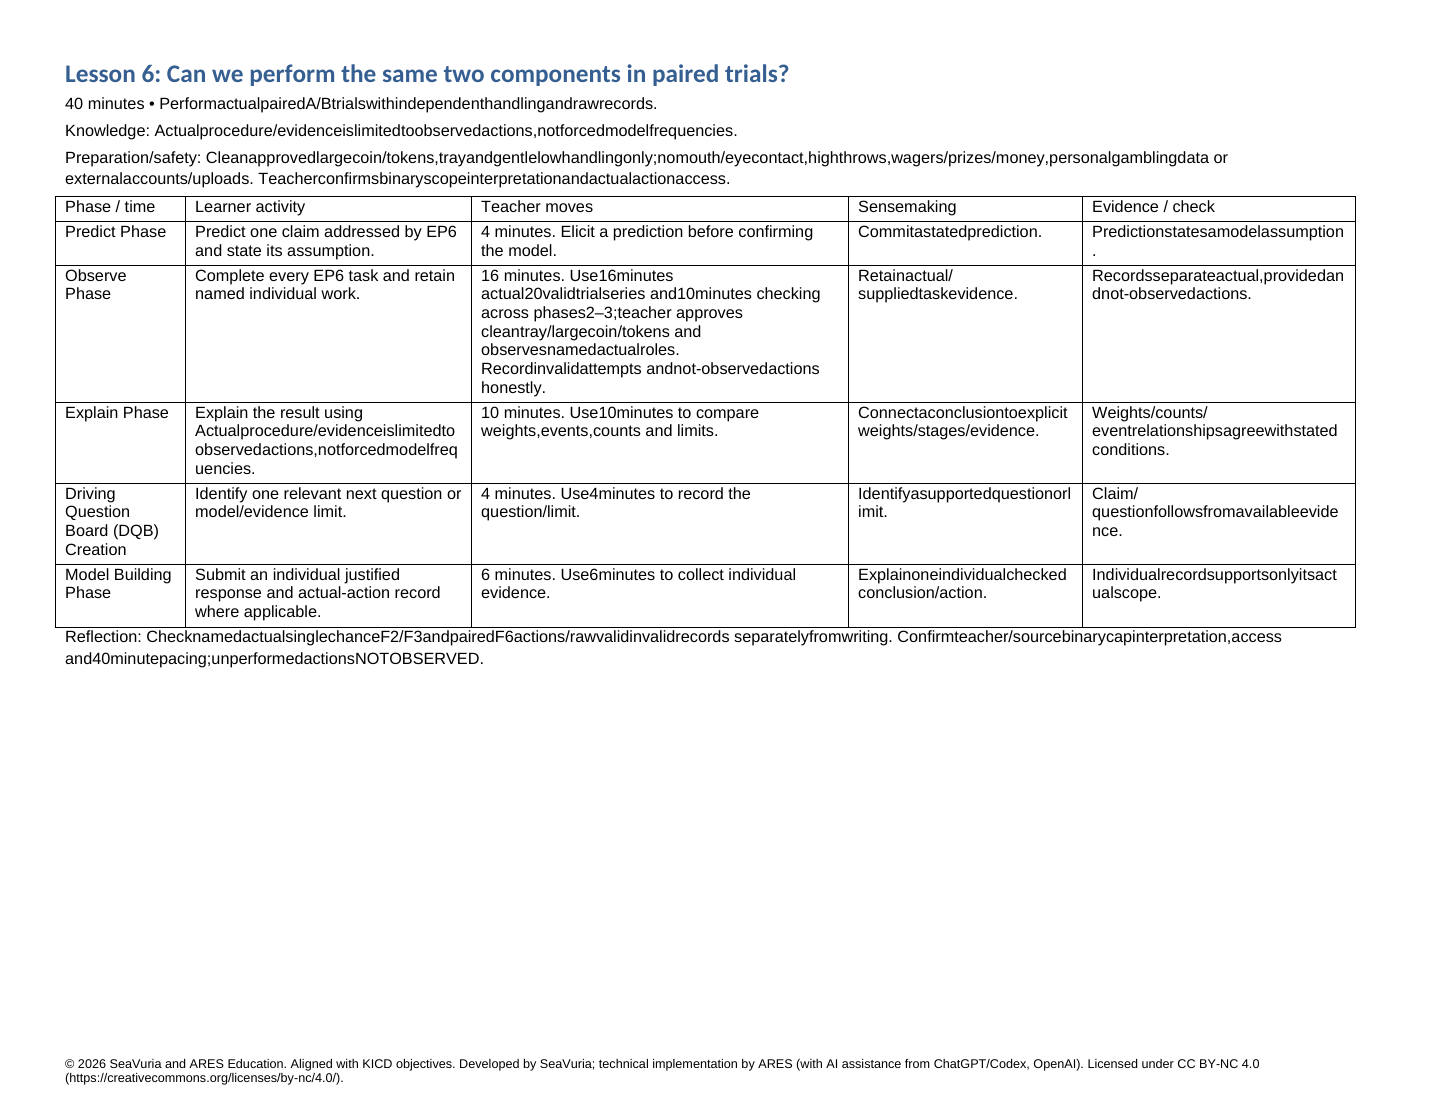 Lesson 6: Can we perform the same two components in paired trials?
40 minutes • PerformactualpairedA/Btrialswithindependenthandlingandrawrecords.
Knowledge: Actualprocedure/evidenceislimitedtoobservedactions,notforcedmodelfrequencies.
Preparation/safety: Cleanapprovedlargecoin/tokens,trayandgentlelowhandlingonly;nomouth/eyecontact,highthrows,wagers/prizes/money,personalgamblingdata or
externalaccounts/uploads. Teacherconfirmsbinaryscopeinterpretationandactualactionaccess.
Phase / time
Learner activity
Teacher moves
Sensemaking
Evidence / check
Predict Phase
Predict one claim addressed by EP6
and state its assumption.
4 minutes. Elicit a prediction before confirming
the model.
Commitastatedprediction.
Predictionstatesamodelassumption
.
Observe
Phase
Complete every EP6 task and retain
named individual work.
16 minutes. Use16minutes
actual20validtrialseries and10minutes checking
across phases2–3;teacher approves
cleantray/largecoin/tokens and
observesnamedactualroles.
Recordinvalidattempts andnot-observedactions
honestly.
Retainactual/
suppliedtaskevidence.
Recordsseparateactual,providedan
dnot-observedactions.
Explain Phase
Explain the result using
Actualprocedure/evidenceislimitedto
observedactions,notforcedmodelfreq
uencies.
10 minutes. Use10minutes to compare
weights,events,counts and limits.
Connectaconclusiontoexplicit
weights/stages/evidence.
Weights/counts/
eventrelationshipsagreewithstated
conditions.
Driving
Question
Board (DQB)
Creation
Identify one relevant next question or
model/evidence limit.
4 minutes. Use4minutes to record the
question/limit.
Identifyasupportedquestionorl
imit.
Claim/
questionfollowsfromavailableevide
nce.
Model Building
Phase
Submit an individual justified
response and actual-action record
where applicable.
6 minutes. Use6minutes to collect individual
evidence.
Explainoneindividualchecked
conclusion/action.
Individualrecordsupportsonlyitsact
ualscope.
Reflection: ChecknamedactualsinglechanceF2/F3andpairedF6actions/rawvalidinvalidrecords separatelyfromwriting. Confirmteacher/sourcebinarycapinterpretation,access
and40minutepacing;unperformedactionsNOTOBSERVED.
© 2026 SeaVuria and ARES Education. Aligned with KICD objectives. Developed by SeaVuria; technical implementation by ARES (with AI assistance from ChatGPT/Codex, OpenAI). Licensed under CC BY-NC 4.0
(https://creativecommons.org/licenses/by-nc/4.0/).